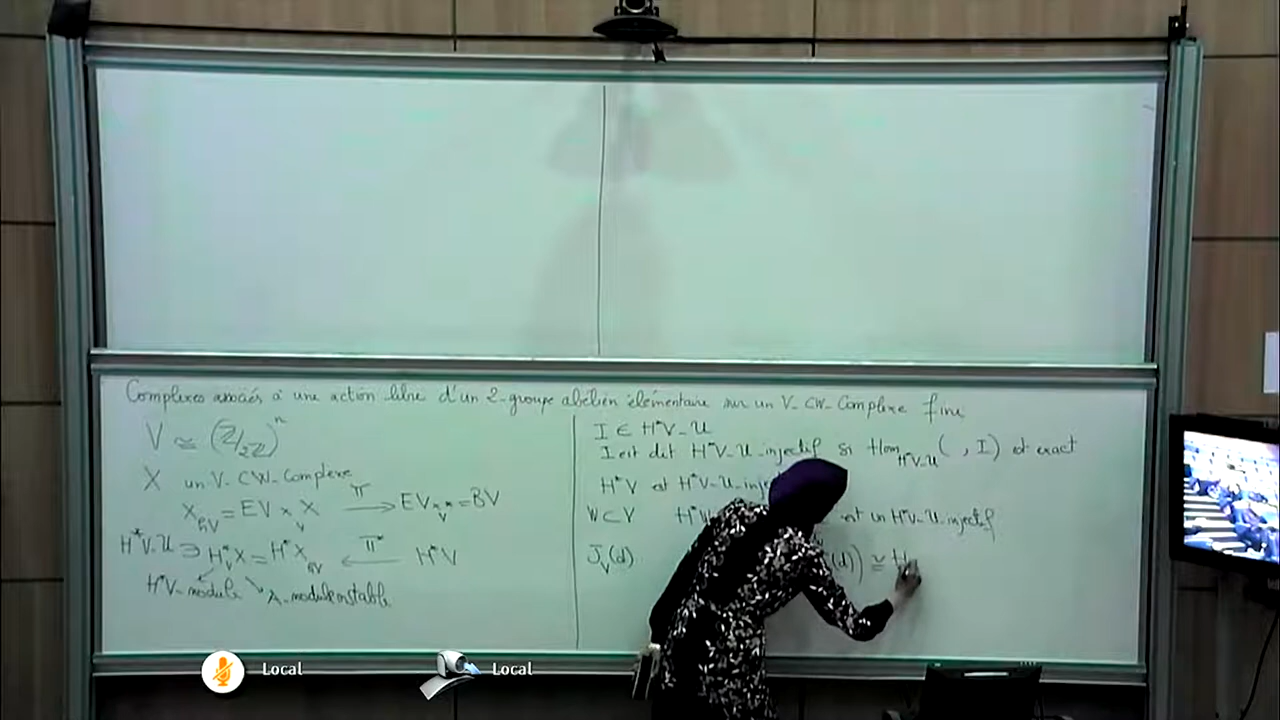 Complexes associés à une action libre d'un 2-groupe abélien élémentaire sur un V-CW-Complexe fini
V ≃ (Z/2Z)^n
X un V-CW-Complexe
X_hV = EV ×_V X →^π EV ×_V * = BV
H*V-U ∋ H*_V X = H* X_hV ←^π* H*V
H*V-module A-module instable
I ∈ H*V-U
I est dit H*V-U-injectif si Hom_H*V-U( , I) est exact
H*V est H*V-U-inj
W⊂V H*W est un H*V-U-injectif
J_V(d) (d)) ≅ H
Local
Local